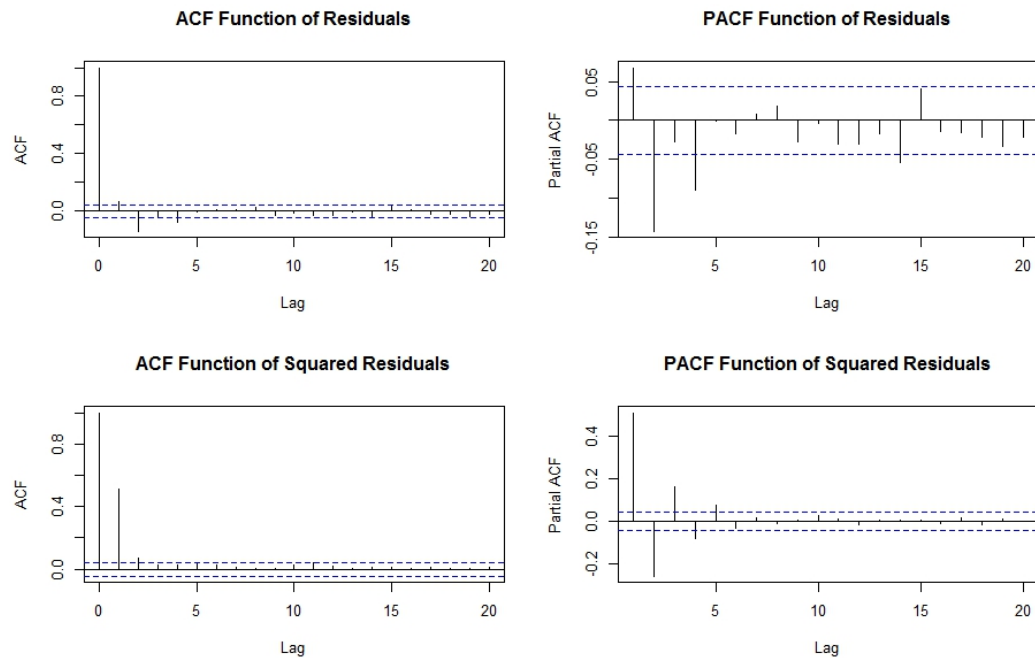 ACF Function of Residuals
ACF
0.0
0.4
0.8
0
5
10
15
20
Lag
PACF Function of Residuals
Partial ACF
-0.15
-0.05
0.05
5
10
15
20
Lag
ACF Function of Squared Residuals
ACF
0.0
0.4
0.8
0
5
10
15
20
Lag
PACF Function of Squared Residuals
Partial ACF
-0.2
0.0
0.2
0.4
5
10
15
20
Lag